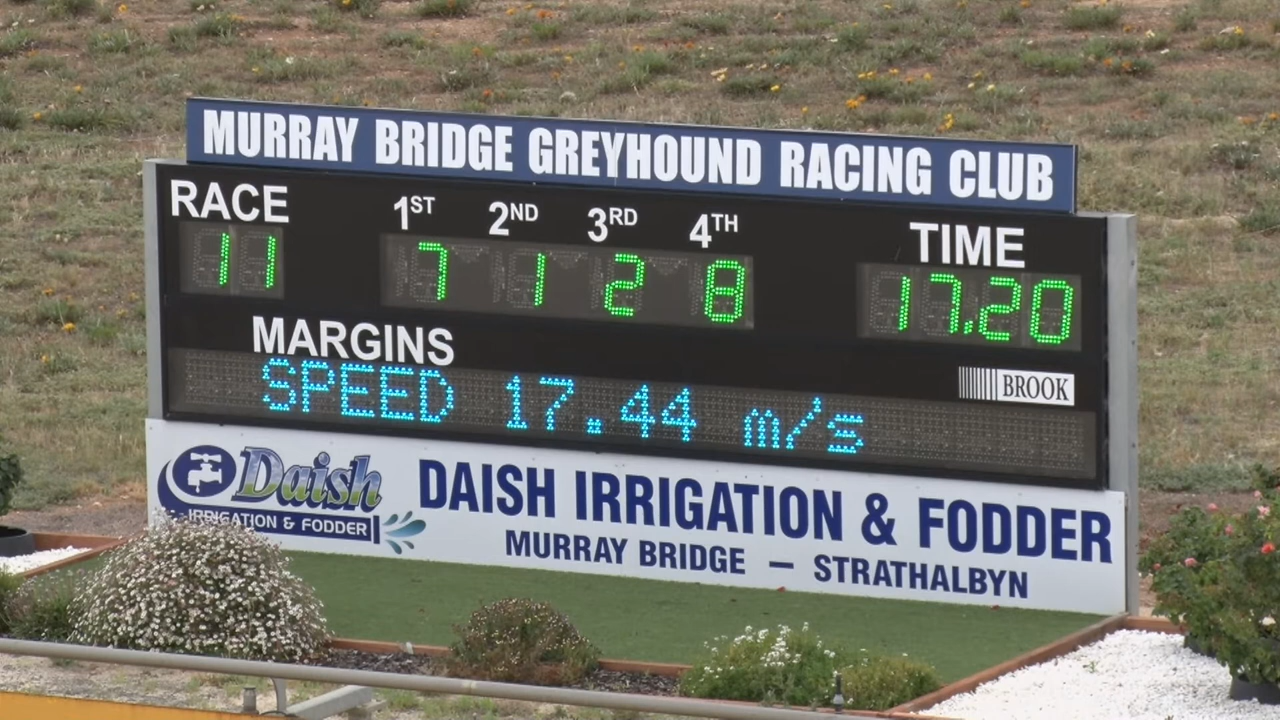 MURRAY BRIDGE GREYHOUND RACING CLUB
RACE 1ST 2ND 3RD 4TH TIME
11 7 1 2 8 17.20
MARGINS
BROOK
SPEED 17.44 m/s
Daish
IRRIGATION & FODDER
DAISH IRRIGATION & FODDER
MURRAY BRIDGE — STRATHALBYN